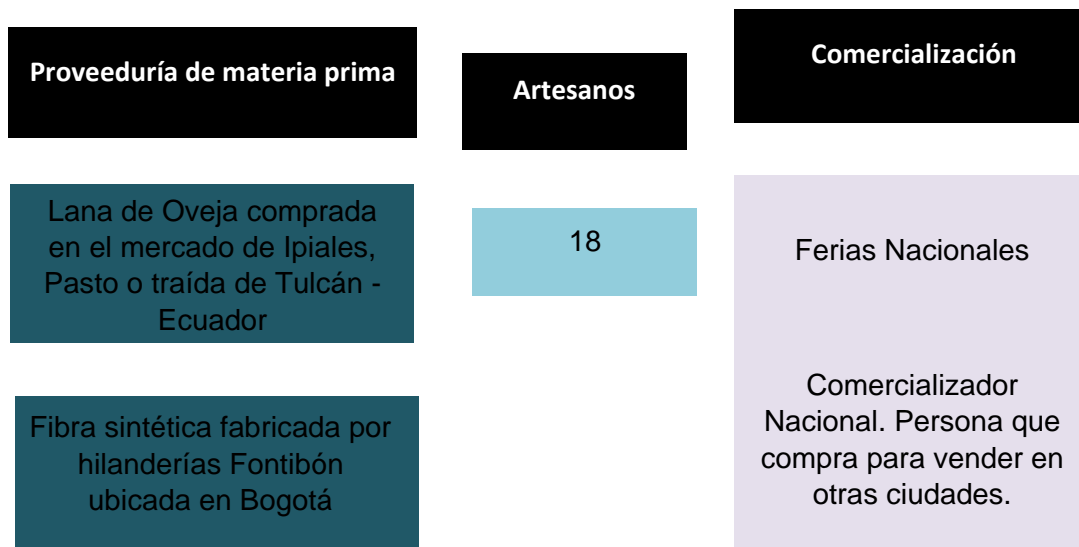 Proveeduría de materia prima
Lana de Oveja comprada
en el mercado de Ipiales,
Pasto o traída de Tulcán -
Ecuador
Fibra sintética fabricada por
hilanderías Fontibón
ubicada en Bogotá
Artesanos
18
Comercialización
Ferias Nacionales
Comercializador
Nacional. Persona que
compra para vender en
otras ciudades.